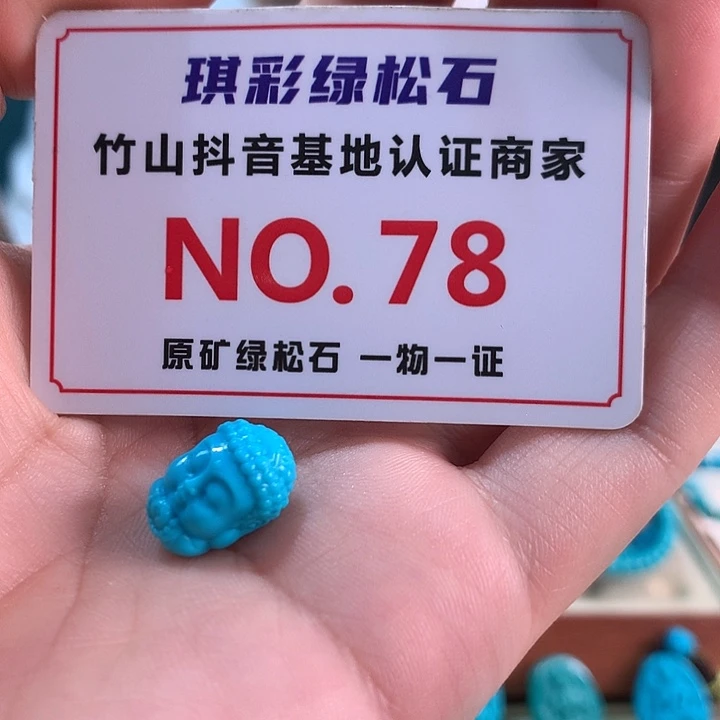 琪彩绿松石
竹山抖音基地认证商家
NO. 78
原矿绿松石 一物一证